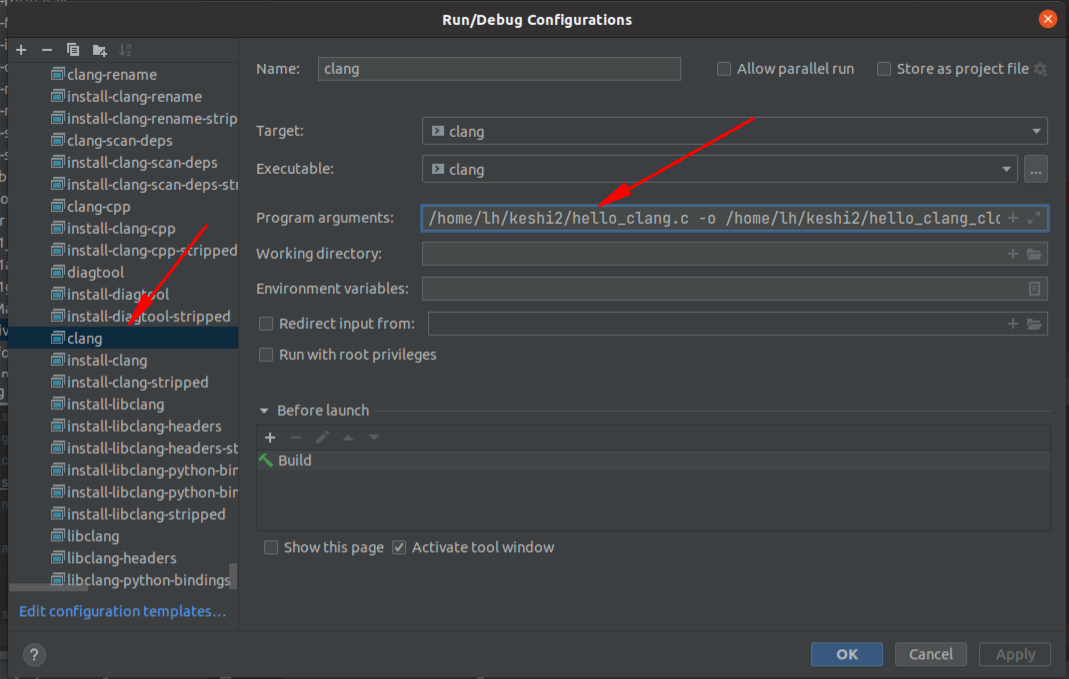 Run/Debug Configurations
clang-rename
install-clang-rename
install-clang-rename-strip
clang-scan-deps
install-clang-scan-deps
install-clang-scan-deps-str
clang-cpp
install-clang-cpp
install-clang-cpp-stripped
diagtool
install-diagtool
install-diagtool-stripped
clang
install-clang
install-clang-stripped
install-libclang
install-libclang-headers
install-libclang-headers-st
install-libclang-python-bin
install-libclang-python-bin
install-libclang-stripped
libclang
libclang-headers
libclang-python-bindings
Edit configuration templates...
Name: clang
Allow parallel run
Store as project file
Target: clang
Executable: clang ...
Program arguments: /home/lh/keshi2/hello_clang.c -o /home/lh/keshi2/hello_clang_clo
Working directory:
Environment variables:
Redirect input from:
Run with root privileges
Before launch
Build
Show this page Activate tool window
? OK Cancel Apply